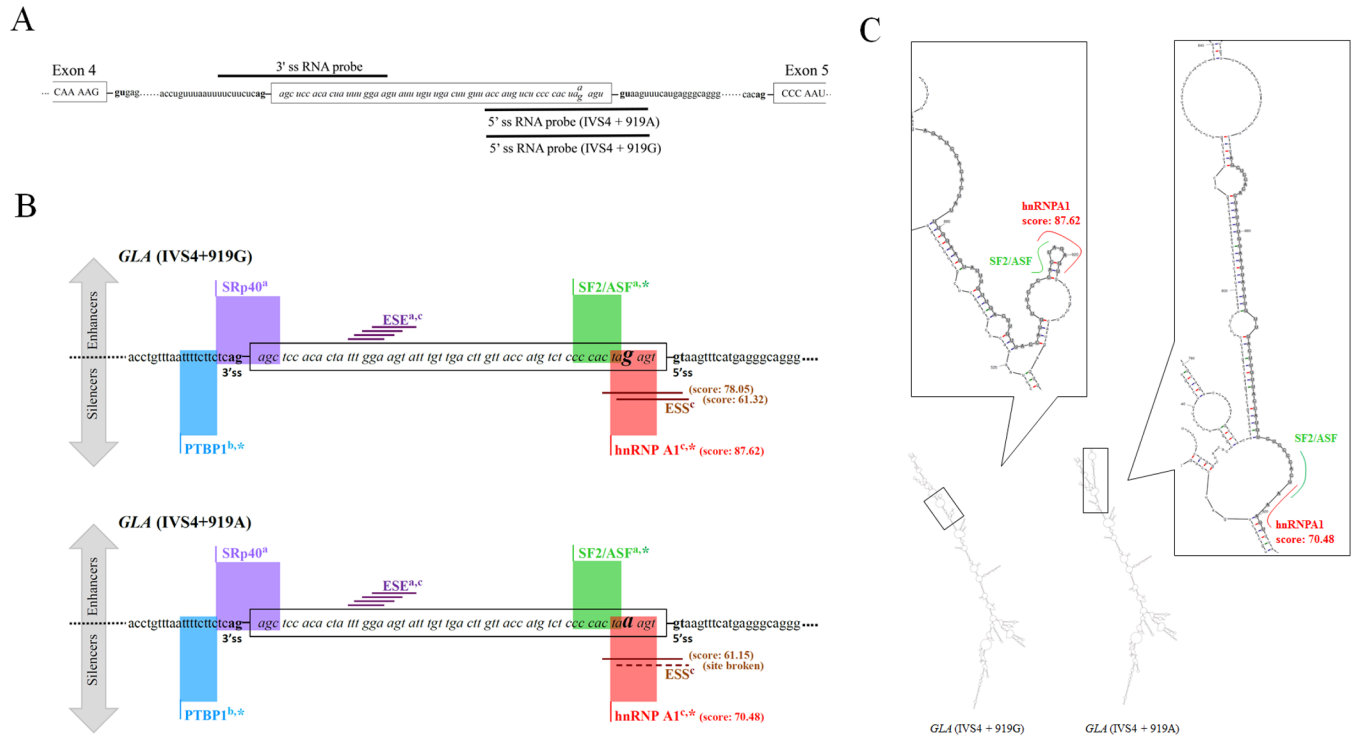 A
Exon 4
3' ss RNA probe
Exon 5
CAA AAG gugag accuguuuaauuuucuucucag agc ucc aca cua uuu gga agu auu ugu uga cuu guu acc aug ucu ccc cac ua a/g agu guaaguuucaugagggcaggg cacag CCC AAU
5' ss RNA probe (IVS4 + 919A)
5' ss RNA probe (IVS4 + 919G)
B
GLA (IVS4+919G)
Enhancers
Silencers
SRp40a
SF2/ASFa,*
ESEa,c
acctgtttaattttcttctcag agc tcc aca cta ttt gga agt att tgt tga ctt gtt acc atg tct ccc cac tag agt gtaagtttcatgagggcaggg
3'ss
5'ss
(score: 78.05)
(score: 61.32)
ESSc
PTBP1b,*
hnRNP A1c,* (score: 87.62)
GLA (IVS4+919A)
Enhancers
Silencers
SRp40a
SF2/ASFa,*
ESEa,c
acctgtttaattttcttctcag agc tcc aca cta ttt gga agt att tgt tga ctt gtt acc atg tct ccc cac taa agt gtaagtttcatgagggcaggg
3'ss
5'ss
(score: 61.15)
(site broken)
ESSc
PTBP1b,*
hnRNP A1c,* (score: 70.48)
C
hnRNPA1
score: 87.62
SF2/ASF
SF2/ASF
hnRNPA1
score: 70.48
GLA (IVS4 + 919G)
GLA (IVS4 + 919A)